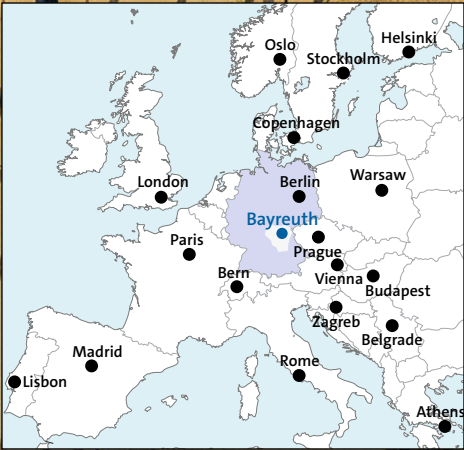 Helsinki
Oslo
Stockholm
Copenhagen
London
Berlin
Warsaw
Bayreuth
Paris
Prague
Bern
Vienna
Budapest
Zagreb
Belgrade
Madrid
Rome
Lisbon
Athens